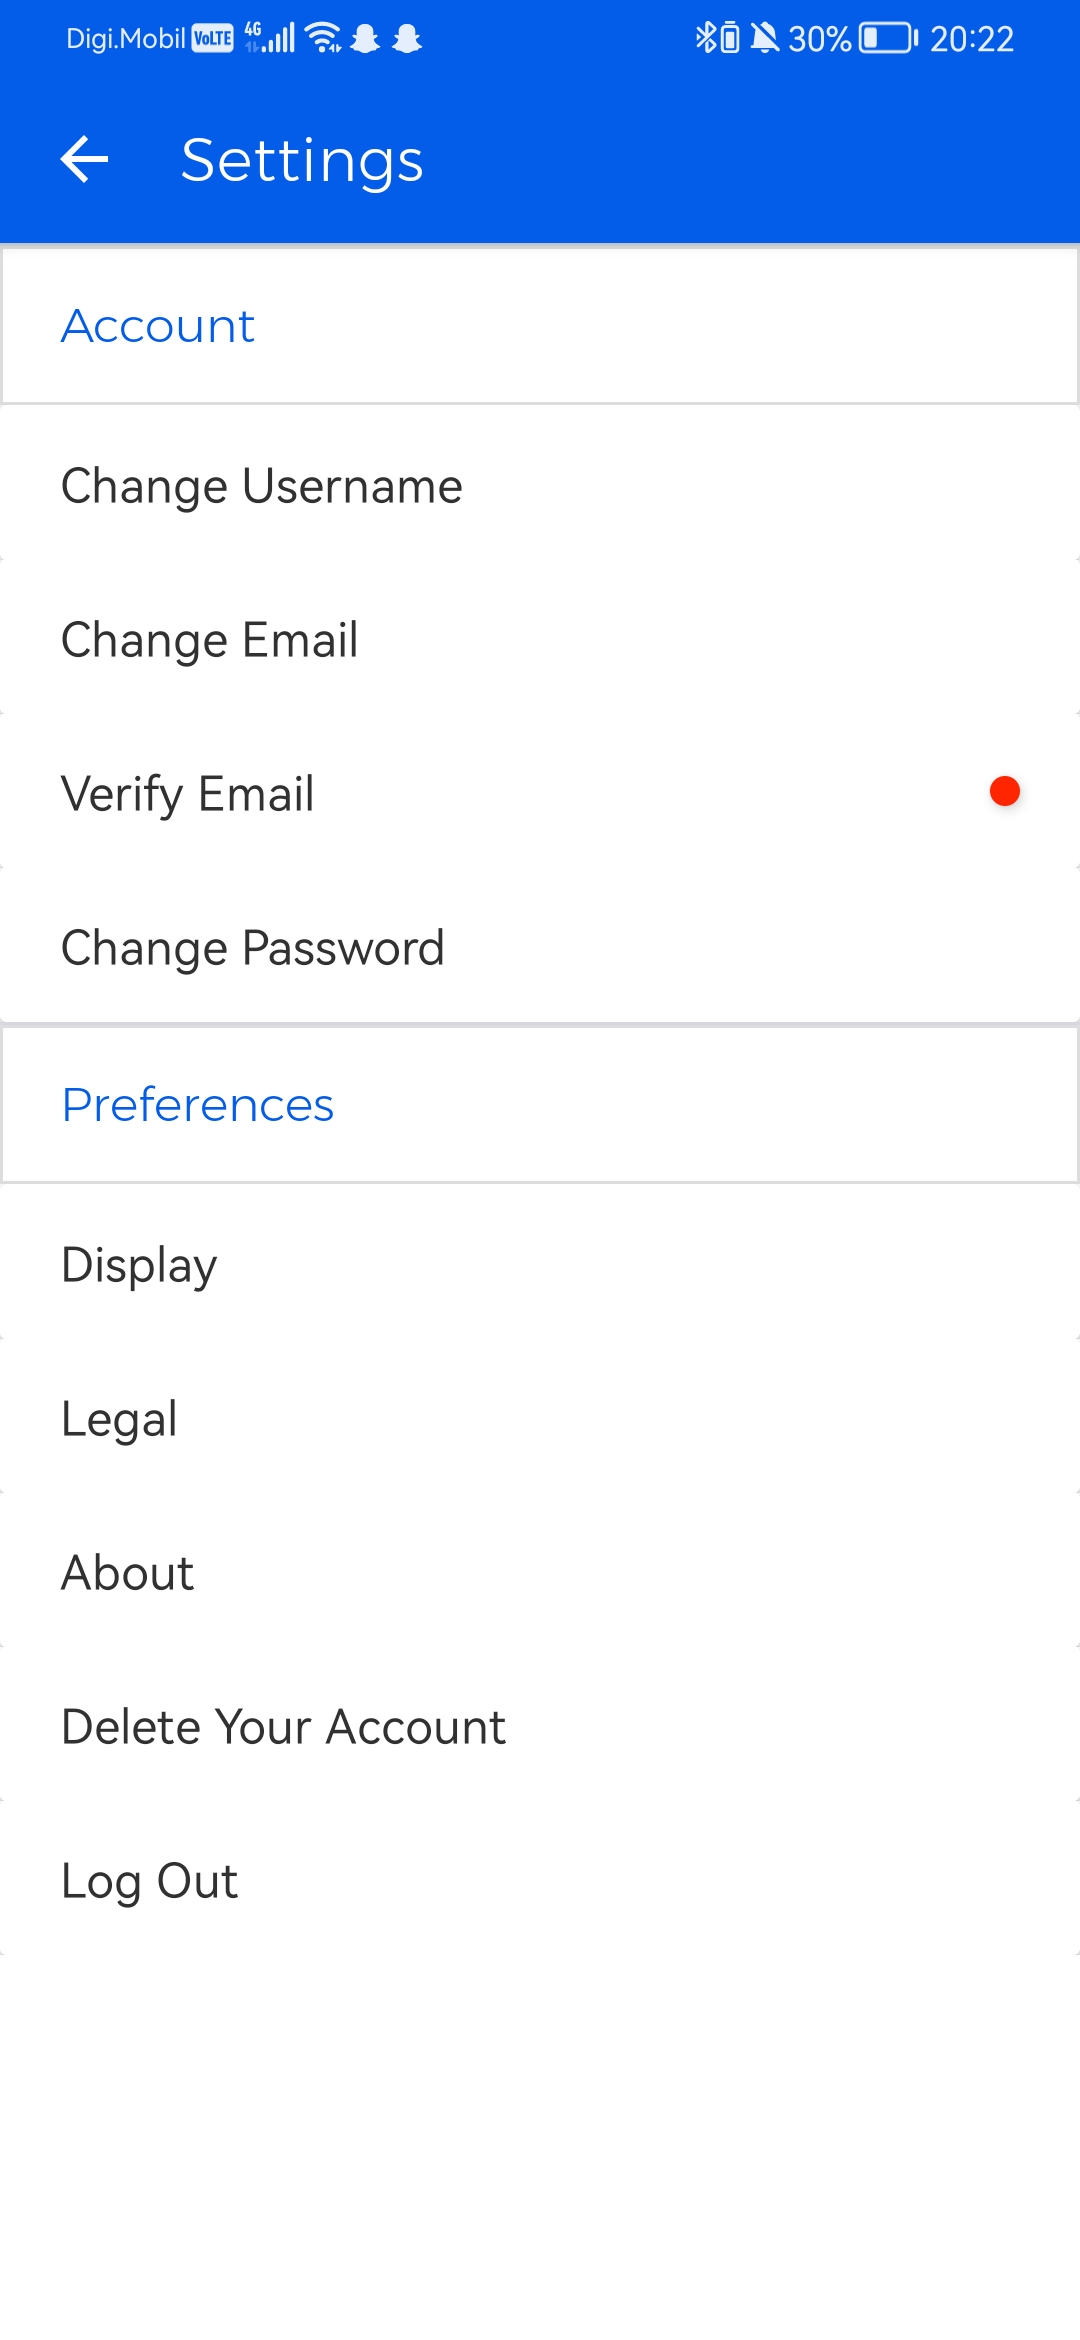 Digi.Mobil VoLTE 4G 30% 20:22
Settings
Account
Change Username
Change Email
Verify Email
Change Password
Preferences
Display
Legal
About
Delete Your Account
Log Out